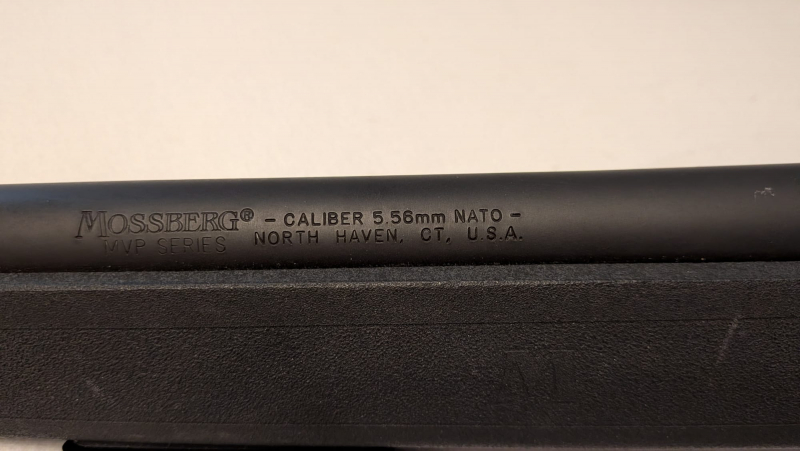 MOSSBERG® - CALIBER 5.56mm NATO -
MVP SERIES NORTH HAVEN, CT, U.S.A.
M